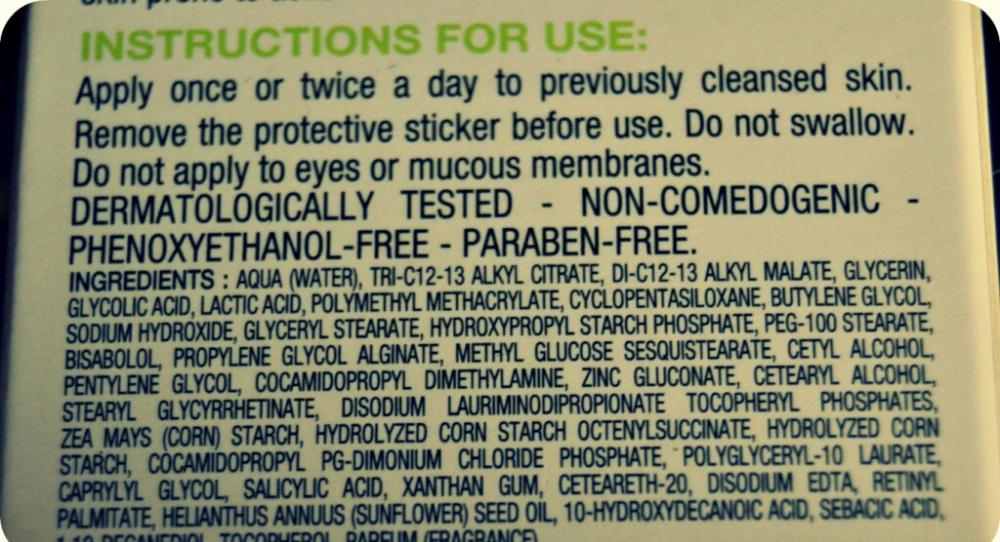 INSTRUCTIONS FOR USE:
Apply once or twice a day to previously cleansed skin.
Remove the protective sticker before use. Do not swallow.
Do not apply to eyes or mucous membranes.
DERMATOLOGICALLY TESTED - NON-COMEDOGENIC -
PHENOXYETHANOL-FREE - PARABEN-FREE.
INGREDIENTS : AQUA (WATER), TRI-C12-13 ALKYL CITRATE, DI-C12-13 ALKYL MALATE, GLYCERIN,
GLYCOLIC ACID, LACTIC ACID, POLYMETHYL METHACRYLATE, CYCLOPENTASILOXANE, BUTYLENE GLYCOL,
SODIUM HYDROXIDE, GLYCERYL STEARATE, HYDROXYPROPYL STARCH PHOSPHATE, PEG-100 STEARATE,
BISABOLOL, PROPYLENE GLYCOL ALGINATE, METHYL GLUCOSE SESQUISTEARATE, CETYL ALCOHOL,
PENTYLENE GLYCOL, COCAMIDOPROPYL DIMETHYLAMINE, ZINC GLUCONATE, CETEARYL ALCOHOL,
STEARYL GLYCYRRHETINATE, DISODIUM LAURIMINODIPROPIONATE TOCOPHERYL PHOSPHATES,
ZEA MAYS (CORN) STARCH, HYDROLYZED CORN STARCH OCTENYLSUCCINATE, HYDROLYZED CORN
STARCH, COCAMIDOPROPYL PG-DIMONIUM CHLORIDE PHOSPHATE, POLYGLYCERYL-10 LAURATE,
CAPRYLYL GLYCOL, SALICYLIC ACID, XANTHAN GUM, CETEARETH-20, DISODIUM EDTA, RETINYL
PALMITATE, HELIANTHUS ANNUUS (SUNFLOWER) SEED OIL, 10-HYDROXYDECANOIC ACID, SEBACIC ACID,
1,10-DECANEDIOL, TOCOPHEROL, PARFUM (FRAGRANCE)